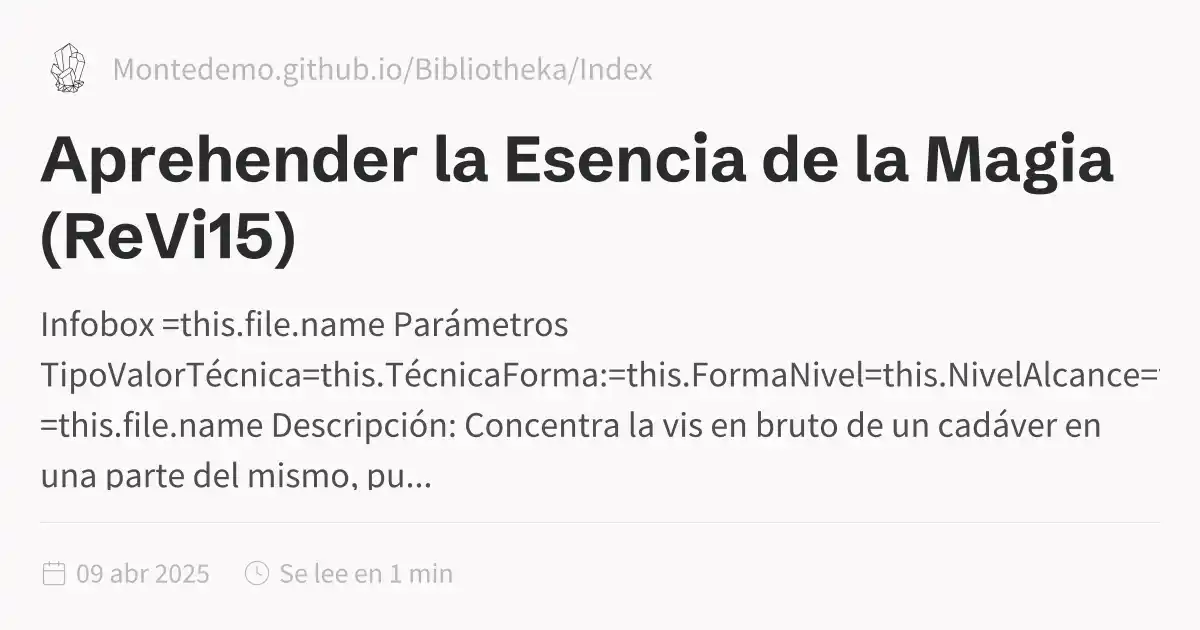 Montedemo.github.io/Bibliotheka/Index
Aprehender la Esencia de la Magia
(ReVi15)
Infobox =this.file.name Parámetros
TipoValorTécnica=this.TécnicaForma:=this.FormaNivel=this.NivelAlcance=
=this.file.name Descripción: Concentra la vis en bruto de un cadáver en
una parte del mismo, pu...
09 abr 2025 Se lee en 1 min